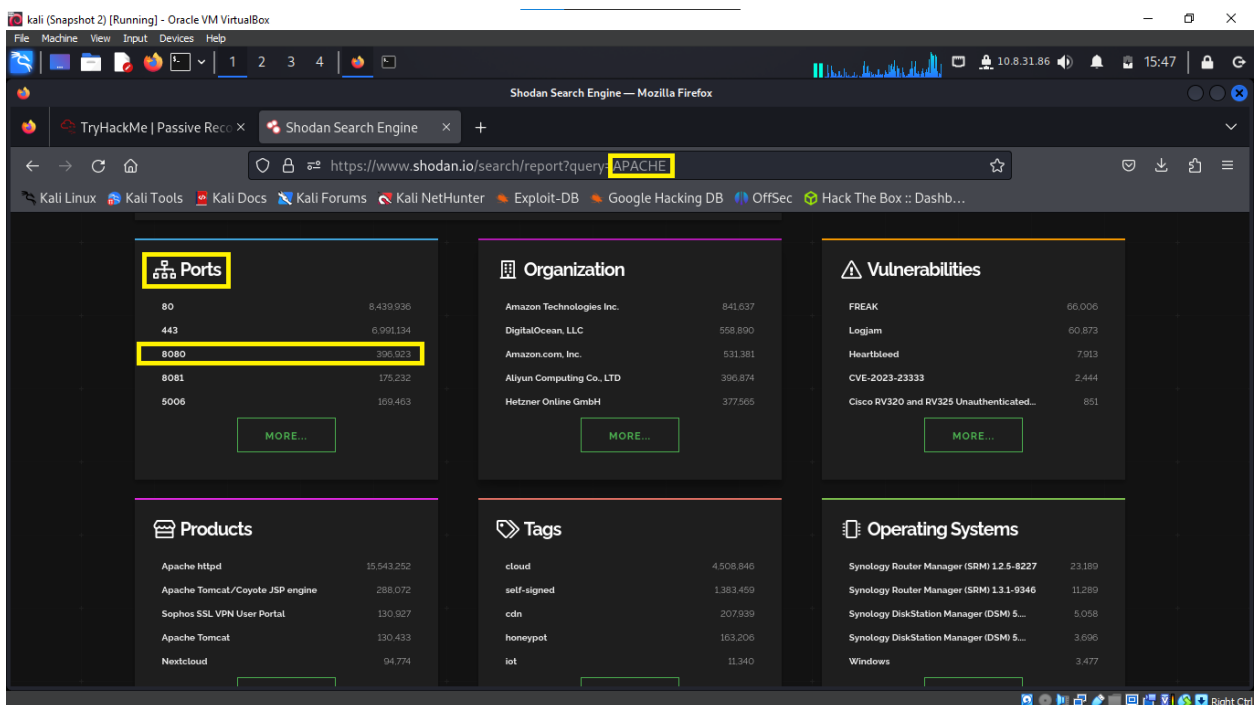 kali (Snapshot 2) [Running] - Oracle VM VirtualBox
File Machine View Input Devices Help
1 2 3 4 10.8.31.86 15:47
Shodan Search Engine — Mozilla Firefox
TryHackMe | Passive Reco × Shodan Search Engine × +
https://www.shodan.io/search/report?query=APACHE
Kali Linux Kali Tools Kali Docs Kali Forums Kali NetHunter Exploit-DB Google Hacking DB OffSec Hack The Box :: Dashb...
Ports
80 8,439,936
443 6,991,134
8080 396,923
8081 175,232
5006 169,463
MORE...
Organization
Amazon Technologies Inc. 841,637
DigitalOcean, LLC 558,890
Amazon.com, Inc. 531,381
Aliyun Computing Co., LTD 396,874
Hetzner Online GmbH 377,565
MORE...
Vulnerabilities
FREAK 66,006
Logjam 60,873
Heartbleed 7,913
CVE-2023-23333 2,444
Cisco RV320 and RV325 Unauthenticated... 851
MORE...
Products
Apache httpd 15,543,252
Apache Tomcat/Coyote JSP engine 288,072
Sophos SSL VPN User Portal 130,927
Apache Tomcat 130,433
Nextcloud 94,774
Tags
cloud 4,508,846
self-signed 1,383,459
cdn 207,939
honeypot 163,206
iot 11,340
Operating Systems
Synology Router Manager (SRM) 1.2.5-8227 23,189
Synology Router Manager (SRM) 1.3.1-9346 11,289
Synology DiskStation Manager (DSM) 5.... 5,058
Synology DiskStation Manager (DSM) 5.... 3,696
Windows 3,477
Right Ctrl